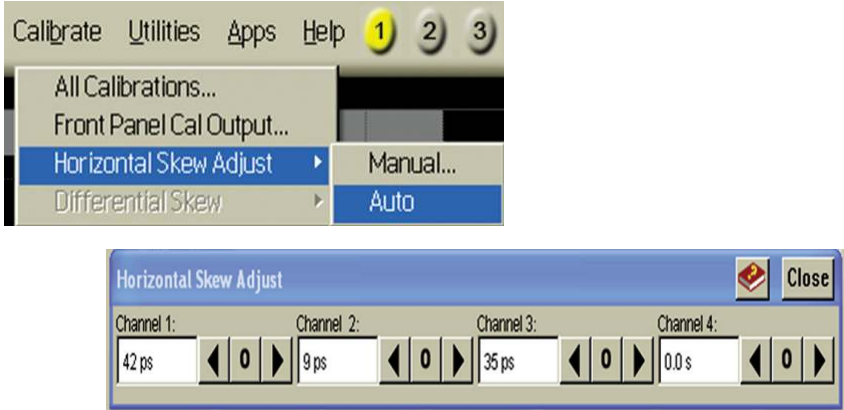 Calibrate Utilities Apps Help 1 2 3
All Calibrations...
Front Panel Cal Output...
Horizontal Skew Adjust Manual...
Differential Skew Auto
Horizontal Skew Adjust Close
Channel 1: Channel 2: Channel 3: Channel 4:
42 ps 0 9 ps 0 35 ps 0 0.0 s 0